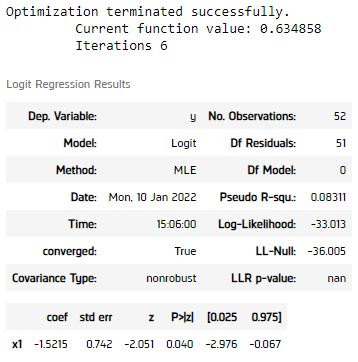 Optimization terminated successfully.
Current function value: 0.634858
Iterations 6
Logit Regression Results
Dep. Variable: y No. Observations: 52
Model: Logit Df Residuals: 51
Method: MLE Df Model: 0
Date: Mon, 10 Jan 2022 Pseudo R-squ.: 0.08311
Time: 15:06:00 Log-Likelihood: -33.013
converged: True LL-Null: -36.005
Covariance Type: nonrobust LLR p-value: nan
coef std err z P>|z| [0.025 0.975]
x1 -1.5215 0.742 -2.051 0.040 -2.976 -0.067